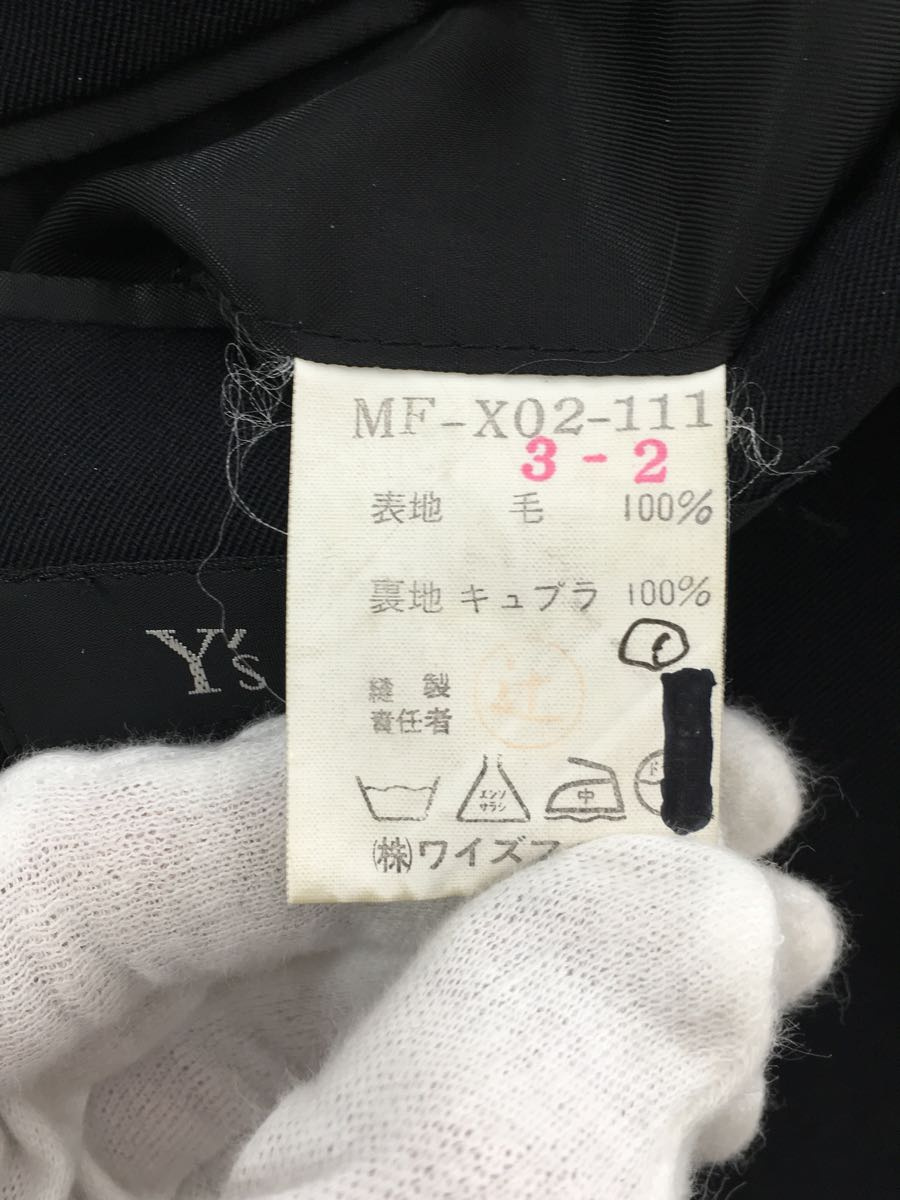 MF-X02-111
3-2
表地 毛 100%
裏地 キュプラ 100%
Y's
縫製
責任者
辻
エンソ
サラシ
中
ド
(株)ワイズ